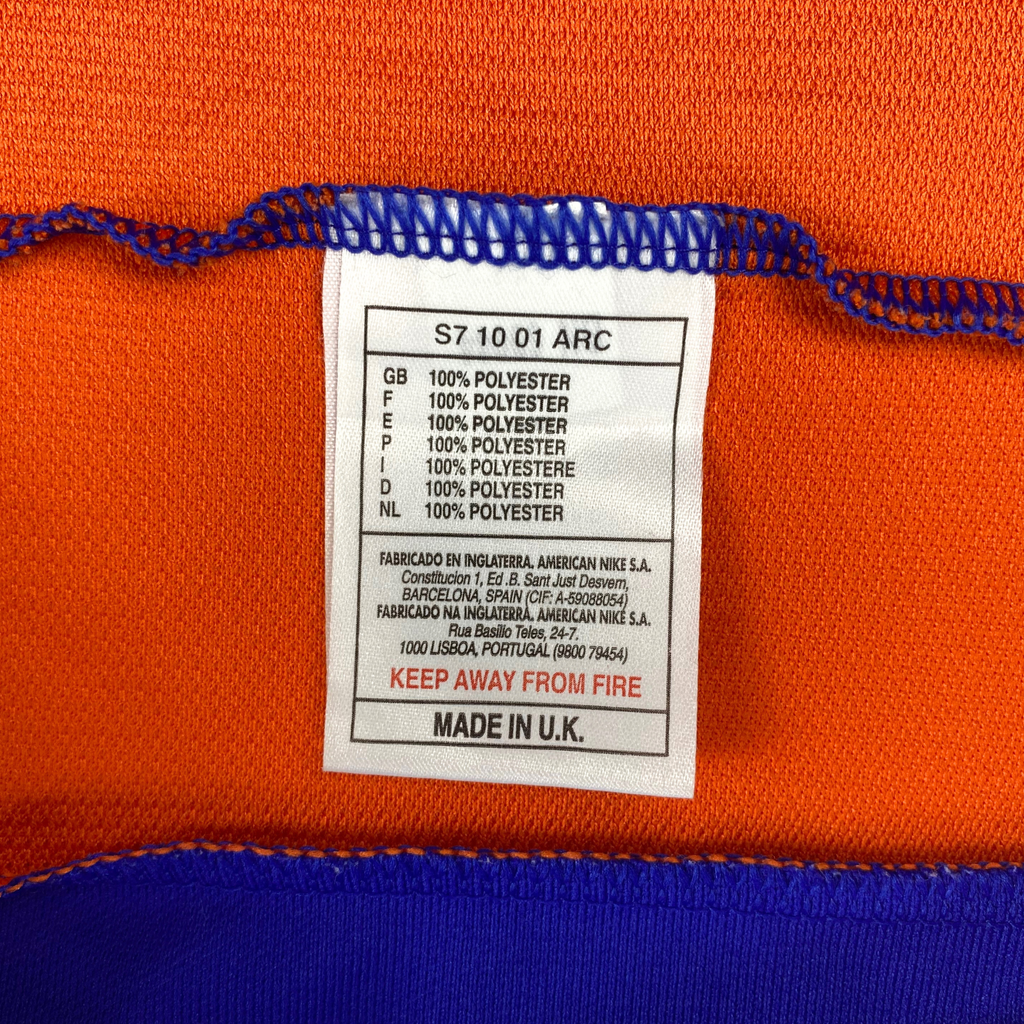 S7 10 01 ARC
GB 100% POLYESTER
F 100% POLYESTER
E 100% POLYESTER
P 100% POLYESTER
I 100% POLYESTERE
D 100% POLYESTER
NL 100% POLYESTER
FABRICADO EN INGLATERRA. AMERICAN NIKE S.A.
Constitucion 1, Ed .B. Sant Just Desvern,
BARCELONA, SPAIN (CIF: A-59088054)
FABRICADO NA INGLATERRA. AMERICAN NIKE S.A.
Rua Basilio Teles, 24-7.
1000 LISBOA, PORTUGAL (9800 79454)
KEEP AWAY FROM FIRE
MADE IN U.K.